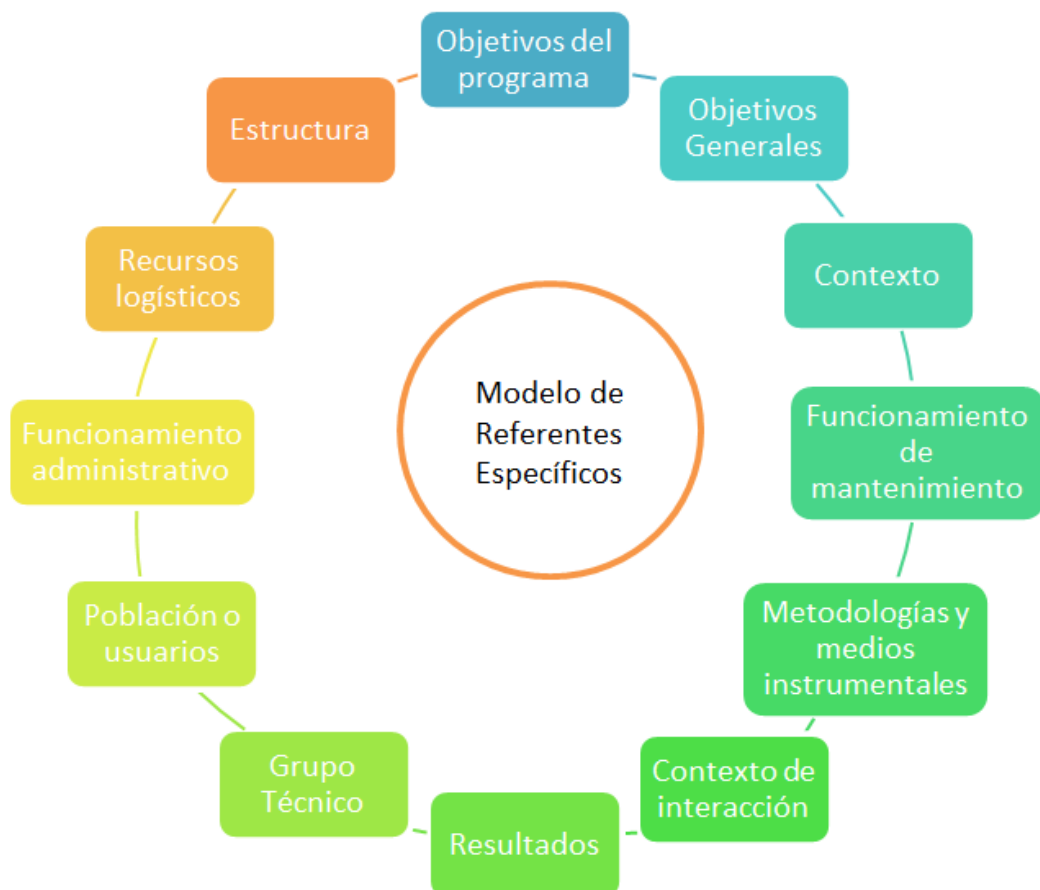 Objetivos del
programa
Objetivos
Generales
Contexto
Funcionamiento
de
mantenimiento
Metodologías y
medios
instrumentales
Contexto de
interacción
Resultados
Grupo
Técnico
Población o
usuarios
Funcionamiento
administrativo
Recursos
logísticos
Estructura
Modelo de
Referentes
Específicos